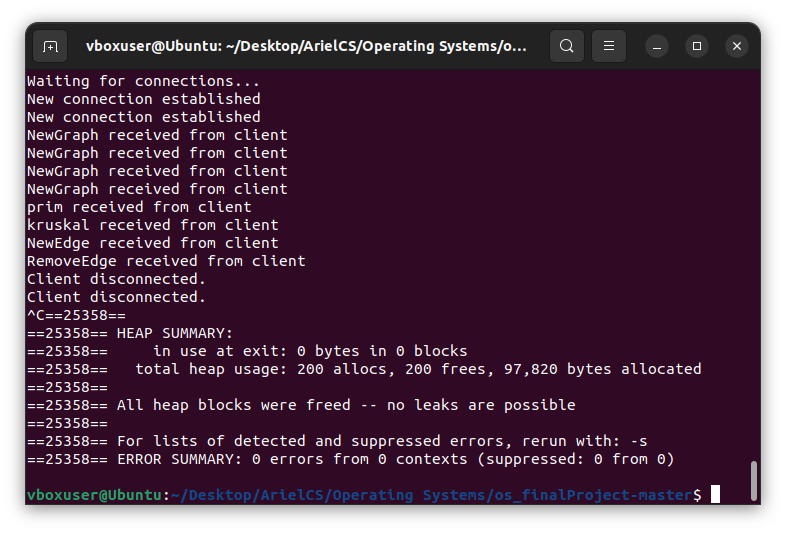 vboxuser@Ubuntu: ~/Desktop/ArielCS/Operating Systems/o...
Waiting for connections...
New connection established
New connection established
NewGraph received from client
NewGraph received from client
NewGraph received from client
NewGraph received from client
prim received from client
kruskal received from client
NewEdge received from client
RemoveEdge received from client
Client disconnected.
Client disconnected.
^C==25358==
==25358== HEAP SUMMARY:
==25358==     in use at exit: 0 bytes in 0 blocks
==25358==   total heap usage: 200 allocs, 200 frees, 97,820 bytes allocated
==25358==
==25358== All heap blocks were freed -- no leaks are possible
==25358==
==25358== For lists of detected and suppressed errors, rerun with: -s
==25358== ERROR SUMMARY: 0 errors from 0 contexts (suppressed: 0 from 0)
vboxuser@Ubuntu:~/Desktop/ArielCS/Operating Systems/os_finalProject-master$